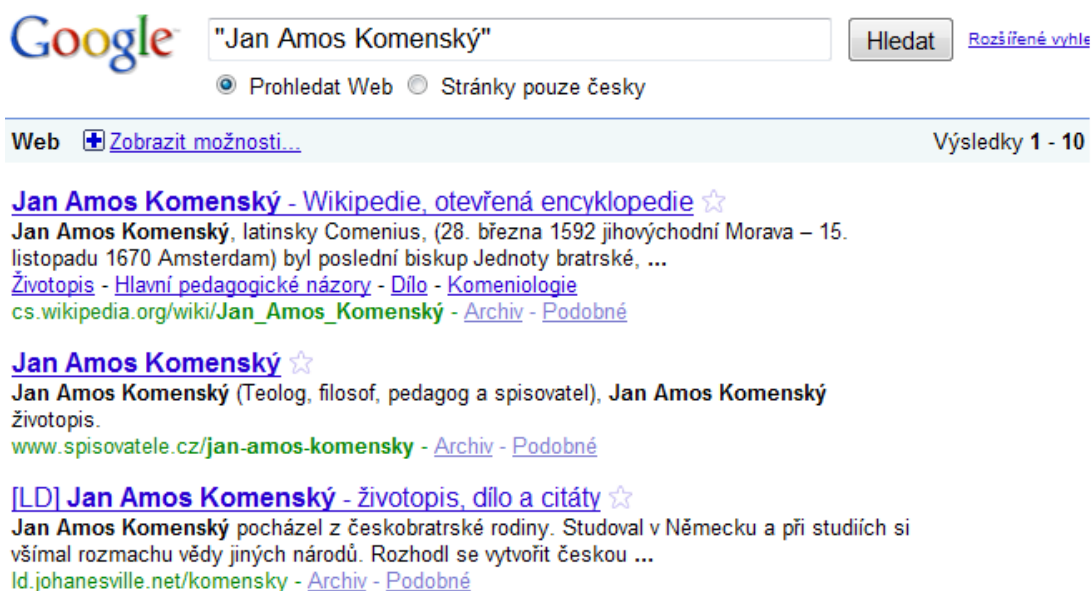 Google "Jan Amos Komenský" Hledat Rozšířené vyhle
Prohledat Web Stránky pouze česky
Web Zobrazit možnosti... Výsledky 1 - 10
Jan Amos Komenský - Wikipedie, otevřená encyklopedie
Jan Amos Komenský, latinsky Comenius, (28. března 1592 jihovýchodní Morava – 15.
listopadu 1670 Amsterdam) byl poslední biskup Jednoty bratrské, ...
Životopis - Hlavní pedagogické názory - Dílo - Komeniologie
cs.wikipedia.org/wiki/Jan_Amos_Komenský - Archiv - Podobné
Jan Amos Komenský
Jan Amos Komenský (Teolog, filosof, pedagog a spisovatel), Jan Amos Komenský
životopis.
www.spisovatele.cz/jan-amos-komensky - Archiv - Podobné
[LD] Jan Amos Komenský - životopis, dílo a citáty
Jan Amos Komenský pocházel z českobratrské rodiny. Studoval v Německu a při studiích si
všímal rozmachu vědy jiných národů. Rozhodl se vytvořit českou ...
ld.johanesville.net/komensky - Archiv - Podobné